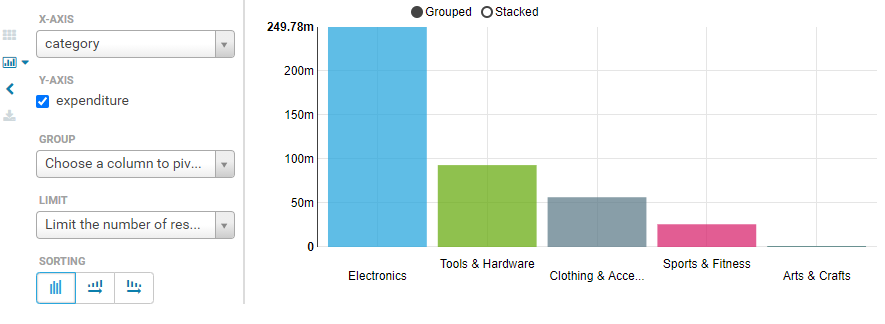 X-AXIS
category
Y-AXIS
expenditure
GROUP
Choose a column to piv...
LIMIT
Limit the number of res...
SORTING
Grouped Stacked
249.78m
200m
150m
100m
50m
0
Electronics
Tools & Hardware
Clothing & Acce...
Sports & Fitness
Arts & Crafts